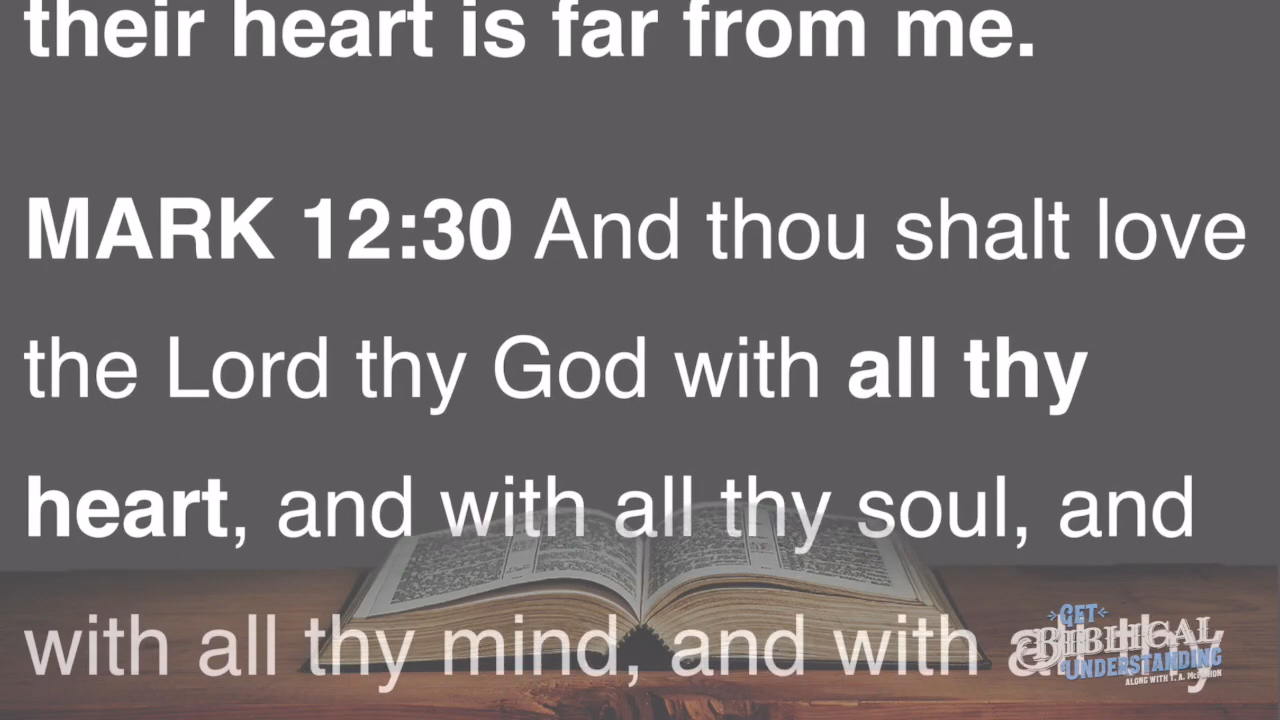 their heart is far from me.
MARK 12:30 And thou shalt love
the Lord thy God with all thy
heart, and with all thy soul, and
with all thy mind, and with all thy
GET
BIBLICAL
UNDERSTANDING
ALONG WITH T. A. McMAHON